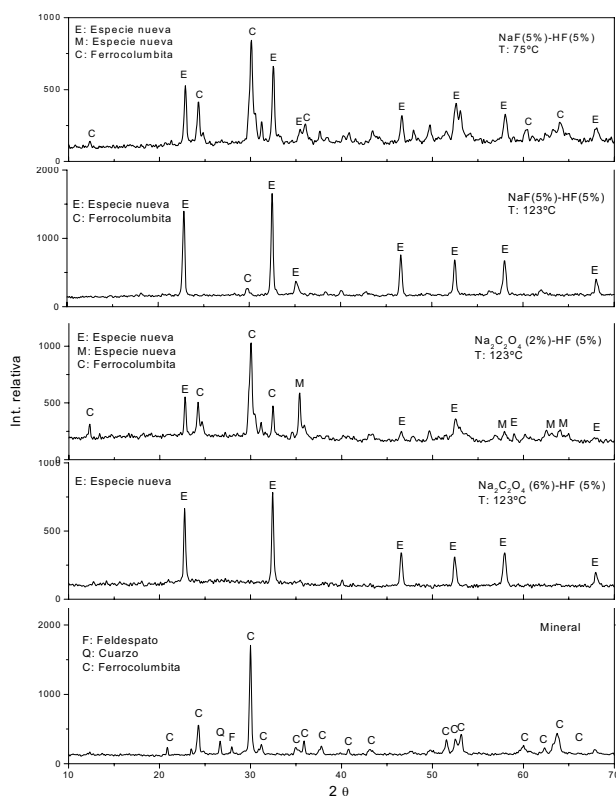 E: Especie nueva
M: Especie nueva
C: Ferrocolumbita
NaF(5%)-HF(5%)
T: 75ºC
1000
500
0
C E C C E E C E E E C C E
E: Especie nueva
C: Ferrocolumbita
NaF(5%)-HF(5%)
T: 123ºC
2000
1000
0
E C E E E E E E
E: Especie nueva
M: Especie nueva
C: Ferrocolumbita
Na2C2O4 (2%)-HF (5%)
T: 123ºC
1000
500
0
C E C C C M E E M E M M E
Int. relativa
E: Especie nueva
Na2C2O4 (6%)-HF (5%)
T: 123ºC
1000
500
0
E E E E E E
F: Feldespato
Q: Cuarzo
C: Ferrocolumbita
Mineral
2000
1000
0
C C Q F C C C C C C C C C C C C C C
10 20 30 40 50 60 70
2 θ